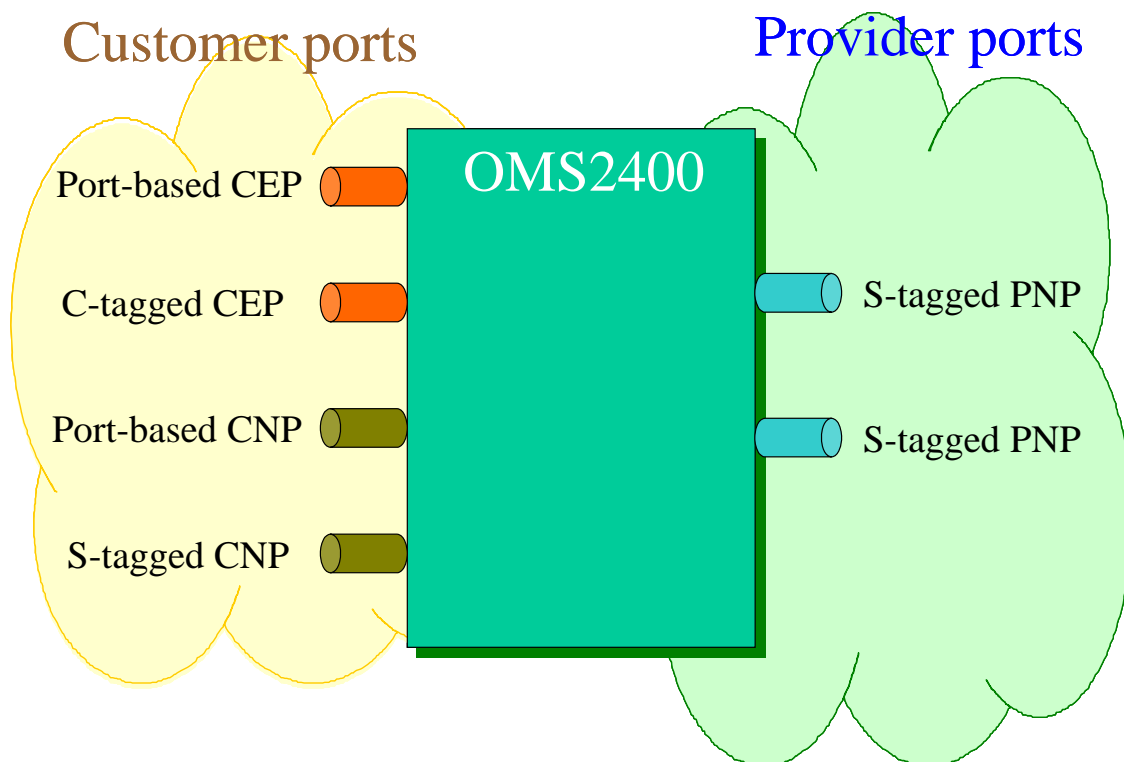 Customer ports
Provider ports
OMS2400
Port-based CEP
C-tagged CEP
Port-based CNP
S-tagged CNP
S-tagged PNP
S-tagged PNP